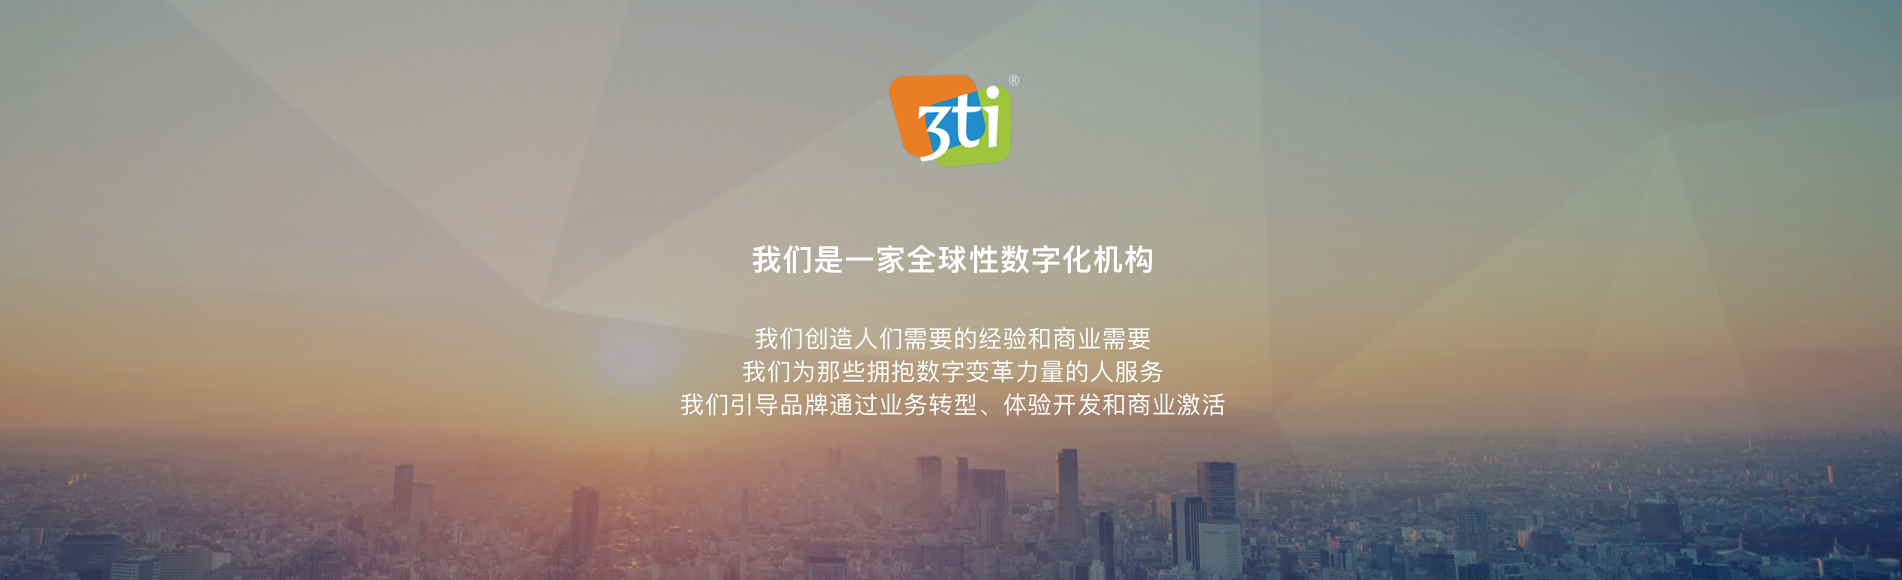 3ti®
我们是一家全球性数字化机构
我们创造人们需要的经验和商业需要
我们为那些拥抱数字变革力量的人服务
我们引导品牌通过业务转型、体验开发和商业激活